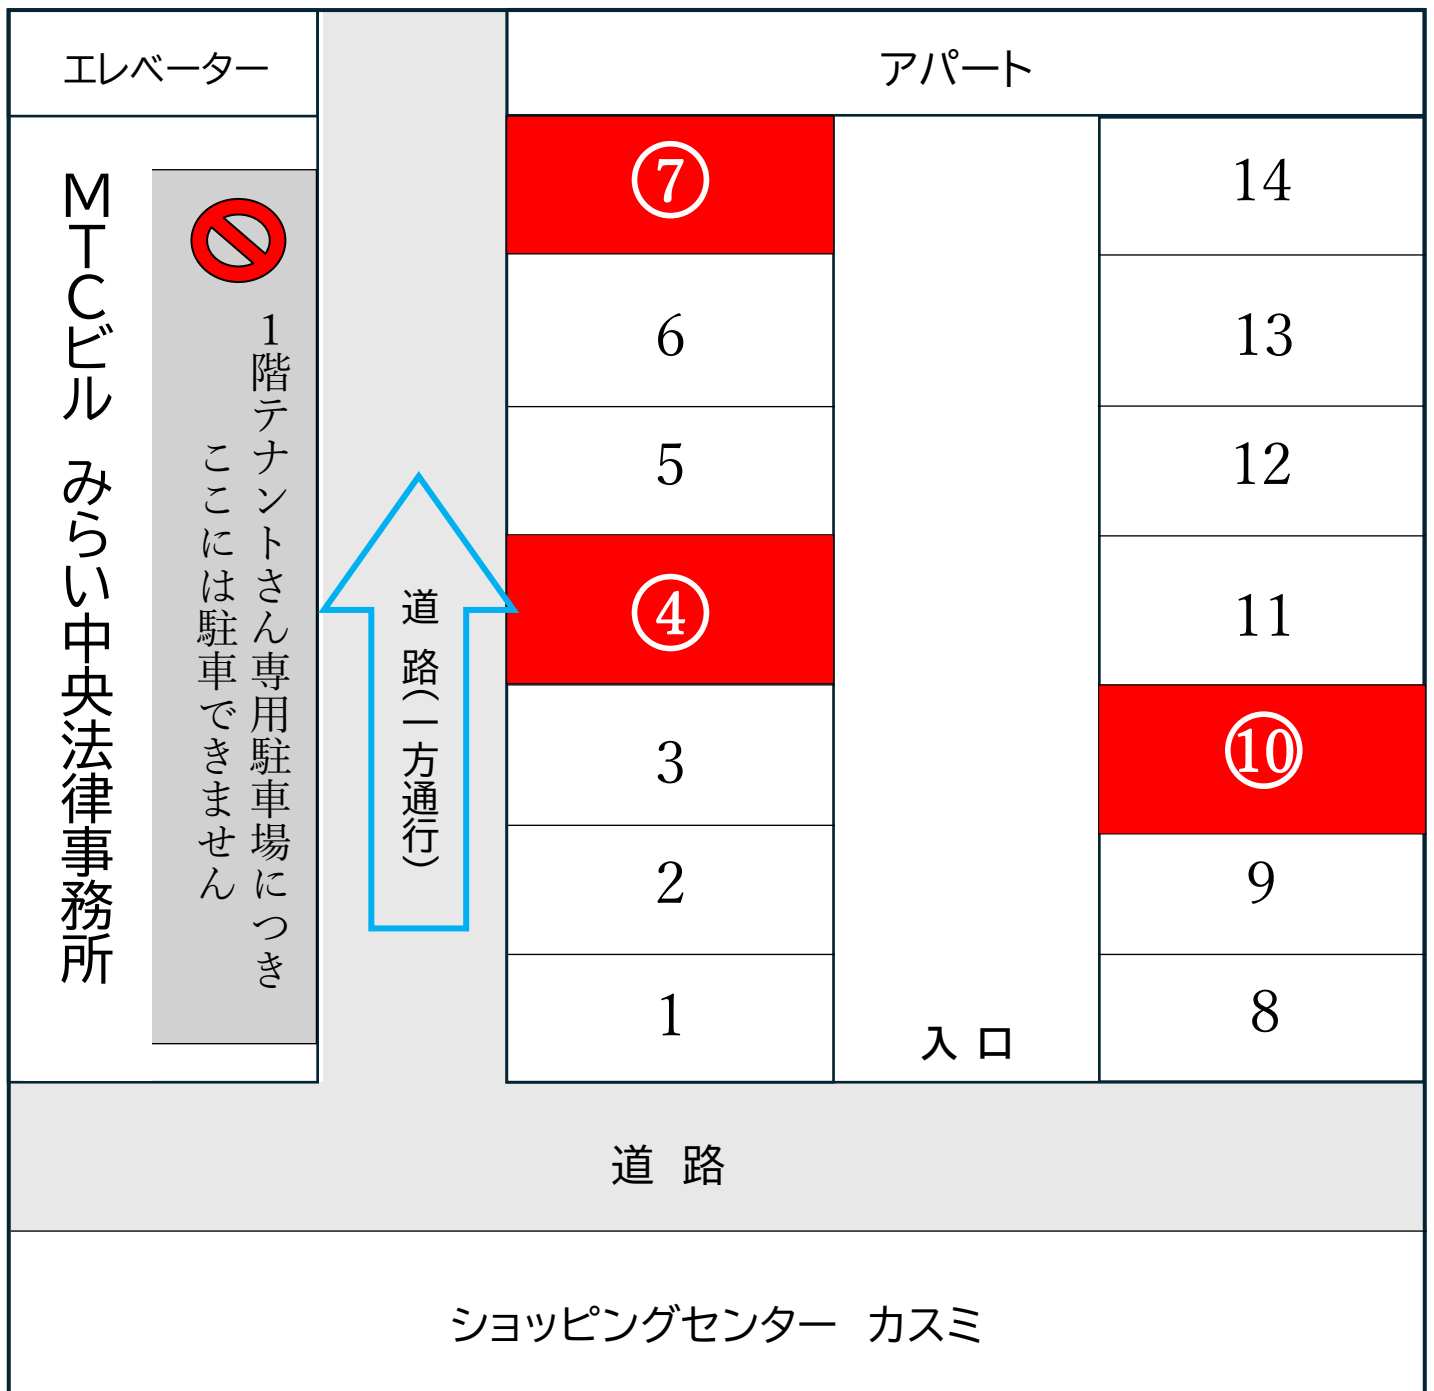 エレベーター
アパート
MTCビル みらい中央法律事務所
1階テナントさん専用駐車場につき
ここには駐車できません
道 路(一方通行)
⑦
6
5
④
3
2
1
入 口
14
13
12
11
⑩
9
8
道 路
ショッピングセンター カスミ